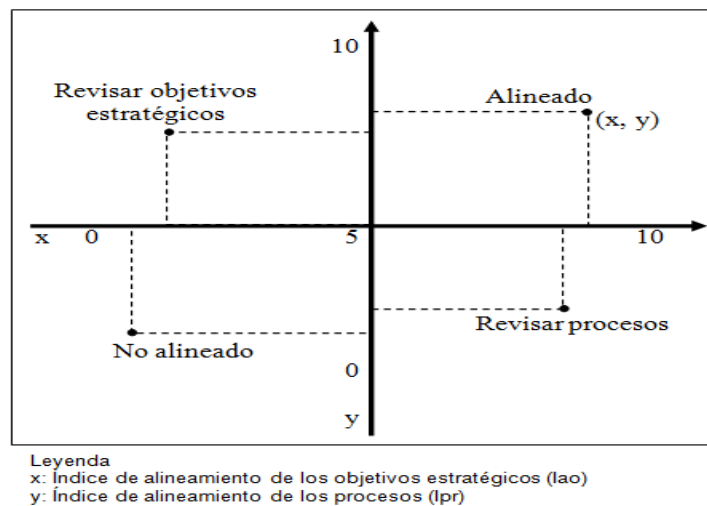 10
Revisar objetivos
estratégicos
Alineado
(x, y)
x 0 5 10
Revisar procesos
No alineado
0
y
Leyenda
x: Índice de alineamiento de los objetivos estratégicos (Iao)
y: Índice de alineamiento de los procesos (Ipr)